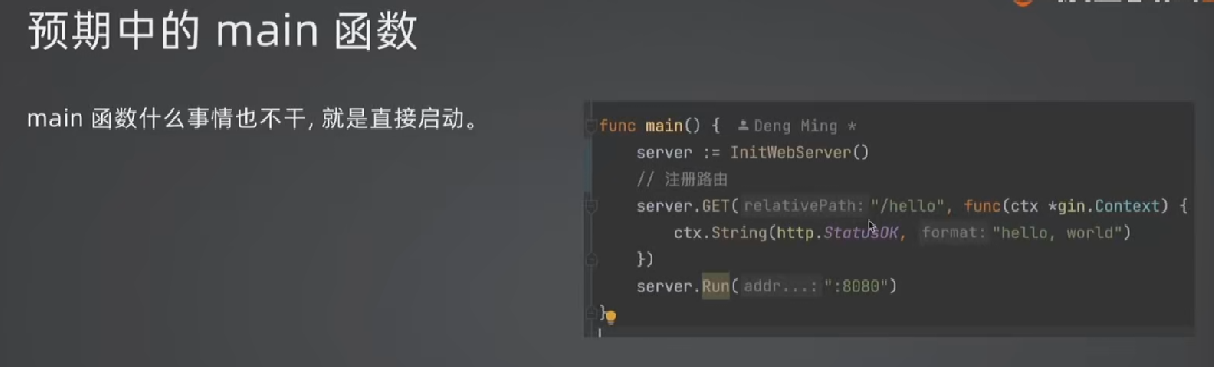 预期中的 main 函数
main 函数什么事情也不干, 就是直接启动。
func main() { Deng Ming *
server := InitWebServer()
// 注册路由
server.GET( relativePath: "/hello", func(ctx *gin.Context) {
ctx.String(http.StatusOK, format: "hello, world")
})
server.Run( addr...: ":8080")
}